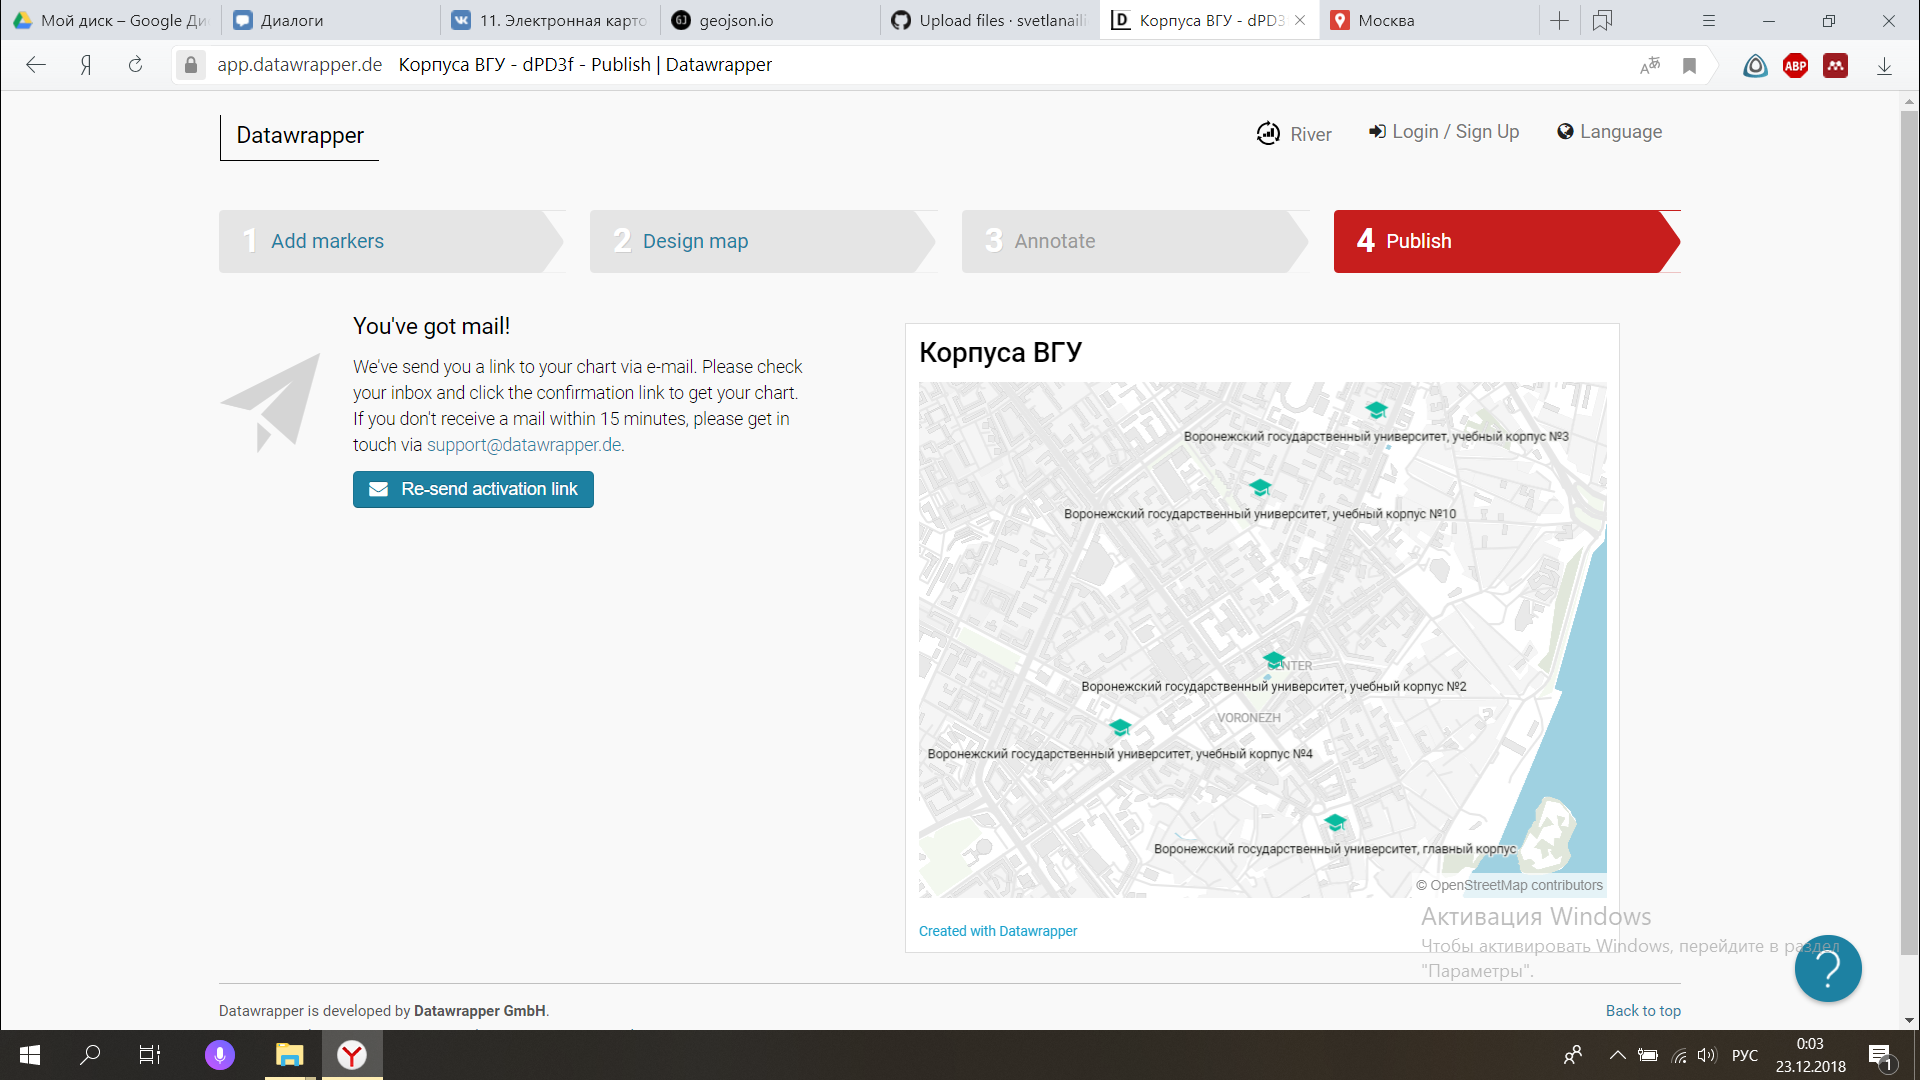 Мой диск – Google Ди
Диалоги
11. Электронная карто
geojson.io
Upload files · svetlanaili
Корпуса ВГУ - dPD3
Москва
app.datawrapper.de Корпуса ВГУ - dPD3f - Publish | Datawrapper
ABP
Datawrapper
River
Login / Sign Up
Language
1 Add markers
2 Design map
3 Annotate
4 Publish
You've got mail!
We've send you a link to your chart via e-mail. Please check
your inbox and click the confirmation link to get your chart.
If you don't receive a mail within 15 minutes, please get in
touch via support@datawrapper.de.
Re-send activation link
Корпуса ВГУ
Воронежский государственный университет, учебный корпус №3
Воронежский государственный университет, учебный корпус №10
CENTER
Воронежский государственный университет, учебный корпус №2
VORONEZH
Воронежский государственный университет, учебный корпус №4
Воронежский государственный университет, главный корпус
© OpenStreetMap contributors
Created with Datawrapper
Активация Windows
Чтобы активировать Windows, перейдите в раздел
"Параметры".
?
Datawrapper is developed by Datawrapper GmbH.
Back to top
РУС
0:03
23.12.2018
1